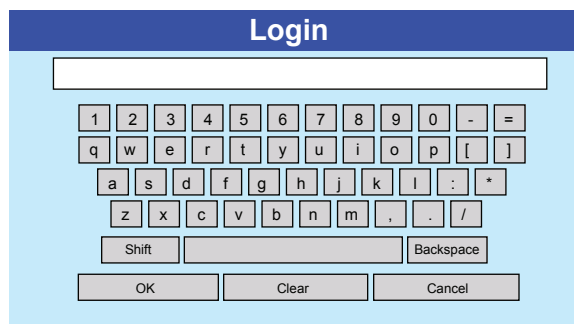 Login
1 2 3 4 5 6 7 8 9 0 - =
q w e r t y u i o p [ ]
a s d f g h j k l : *
z x c v b n m , . /
Shift Backspace
OK Clear Cancel